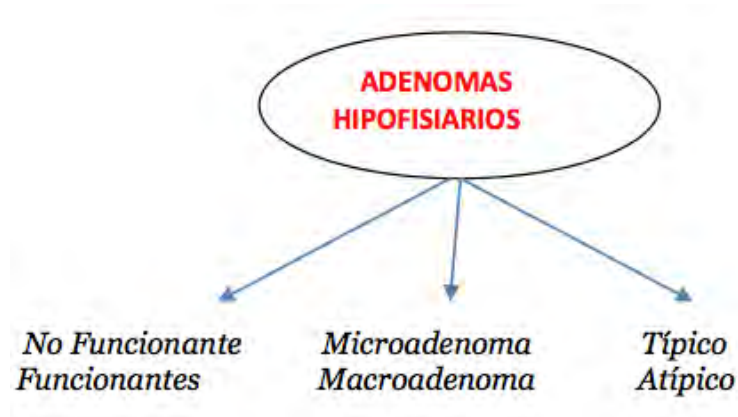 ADENOMAS
HIPOFISIARIOS
No Funcionante
Funcionantes
Microadenoma
Macroadenoma
Típico
Atípico